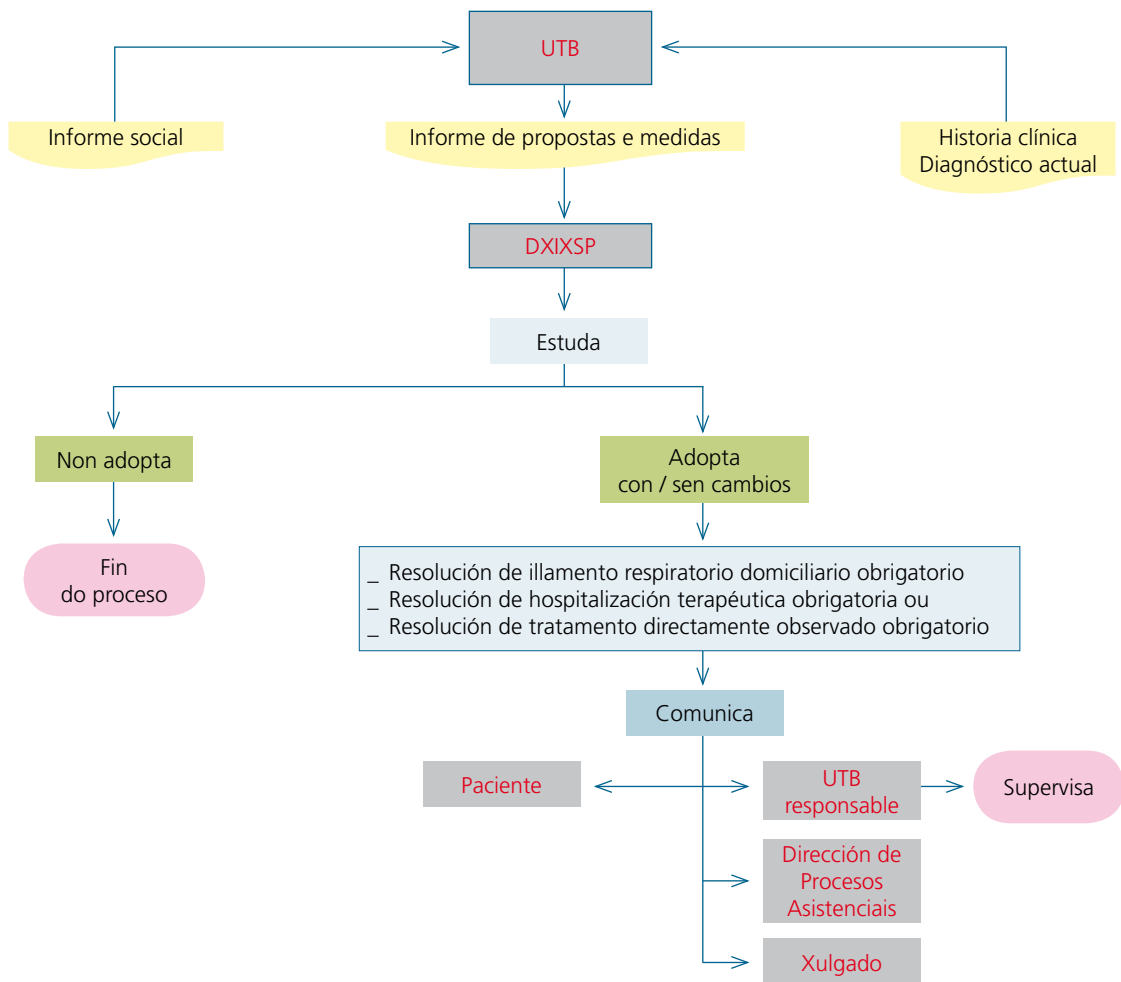 UTB
Informe social
Informe de propostas e medidas
Historia clínica
Diagnóstico actual
DXIXSP
Estuda
Non adopta
Adopta
con / sen cambios
Fin
do proceso
_ Resolución de illamento respiratorio domiciliario obrigatorio
_ Resolución de hospitalización terapéutica obrigatoria ou
_ Resolución de tratamento directamente observado obrigatorio
Comunica
Paciente
UTB
responsable
Supervisa
Dirección de
Procesos
Asistenciais
Xulgado